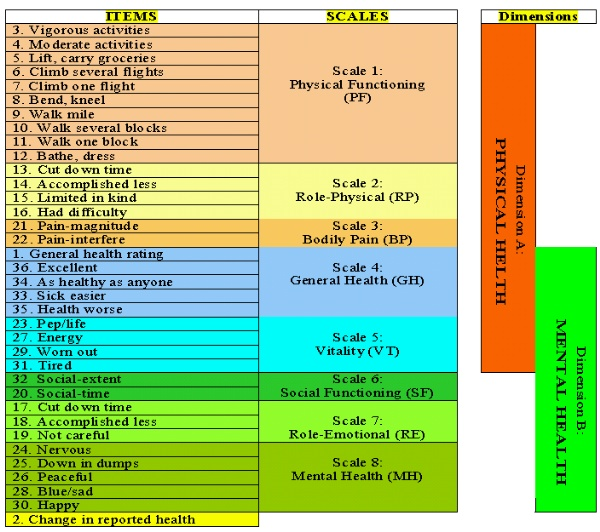 ITEMS SCALES Dimensions
3. Vigorous activities
4. Moderate activities
5. Lift, carry groceries
6. Climb several flights
7. Climb one flight
8. Bend, kneel
9. Walk mile
10. Walk several blocks
11. Walk one block
12. Bathe, dress
Scale 1:
Physical Functioning
(PF)
13. Cut down time
14. Accomplished less
15. Limited in kind
16. Had difficulty
Scale 2:
Role-Physical (RP)
21. Pain-magnitude
22. Pain-interfere
Scale 3:
Bodily Pain (BP)
1. General health rating
36. Excellent
34. As healthy as anyone
33. Sick easier
35. Health worse
Scale 4:
General Health (GH)
23. Pep/life
27. Energy
29. Worn out
31. Tired
Scale 5:
Vitality (VT)
32 Social-extent
20. Social-time
Scale 6:
Social Functioning (SF)
17. Cut down time
18. Accomplished less
19. Not careful
Scale 7:
Role-Emotional (RE)
24. Nervous
25. Down in dumps
26. Peaceful
28. Blue/sad
30. Happy
Scale 8:
Mental Health (MH)
2. Change in reported health
Dimension A:
PHYSICAL HELTH
Dimension B:
MENTAL HEALTH